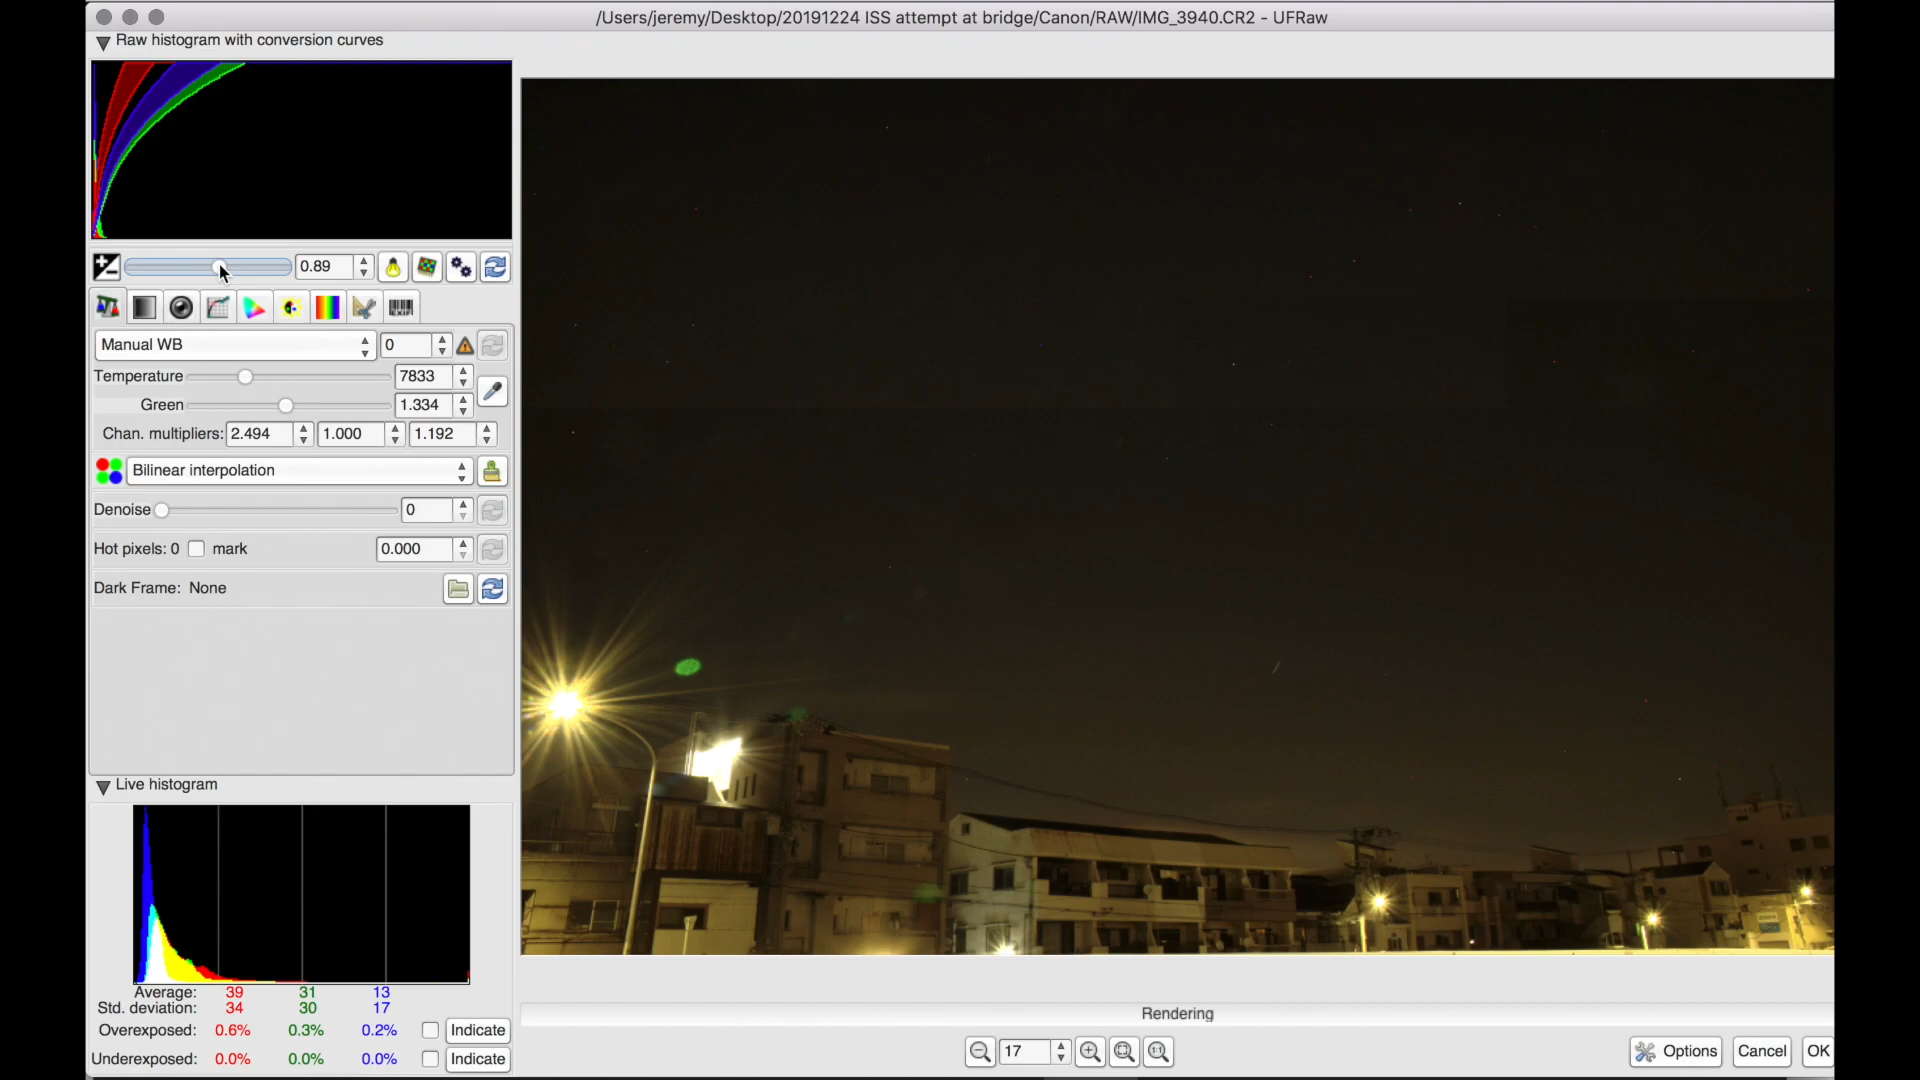 /Users/jeremy/Desktop/20191224 ISS attempt at bridge/Canon/RAW/IMG_3940.CR2 - UFRaw
Raw histogram with conversion curves
0.89
EXIF
Manual WB 0
Temperature 7833
Green 1.334
Chan. multipliers: 2.494 1.000 1.192
Bilinear interpolation
Denoise 0
Hot pixels: 0 mark 0.000
Dark Frame: None
Live histogram
Average: 39 31 13
Std. deviation: 34 30 17
Overexposed: 0.6% 0.3% 0.2% Indicate
Underexposed: 0.0% 0.0% 0.0% Indicate
Rendering
17 1:1 Options Cancel OK